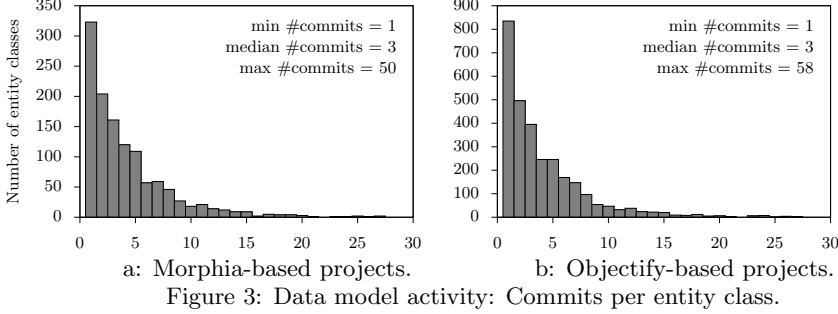 Number of entity classes
350
300
250
200
150
100
50
0
0 5 10 15 20 25 30
min #commits = 1
median #commits = 3
max #commits = 50
a: Morphia-based projects.
900
800
700
600
500
400
300
200
100
0
0 5 10 15 20 25 30
min #commits = 1
median #commits = 3
max #commits = 58
b: Objectify-based projects.
Figure 3: Data model activity: Commits per entity class.